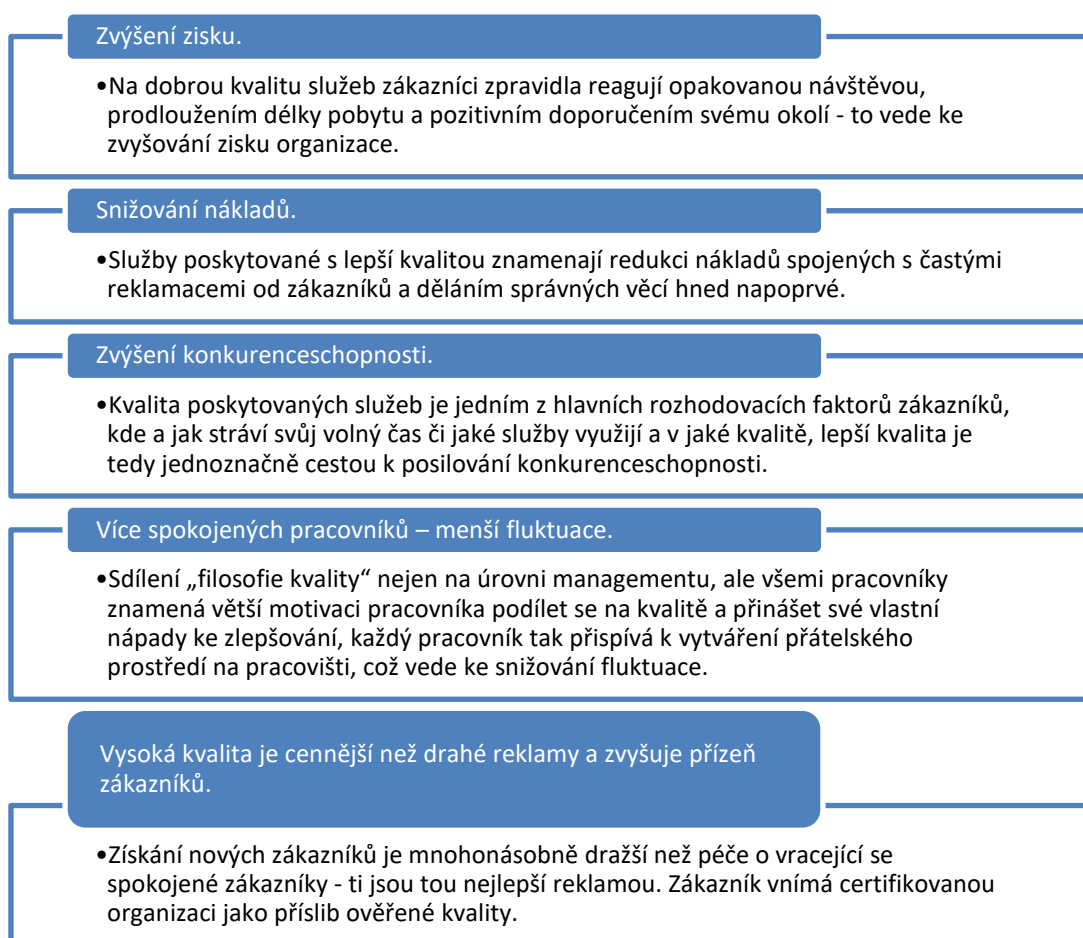 Zvýšení zisku.
•Na dobrou kvalitu služeb zákazníci zpravidla reagují opakovanou návštěvou,
prodloužením délky pobytu a pozitivním doporučením svému okolí - to vede ke
zvyšování zisku organizace.
Snižování nákladů.
•Služby poskytované s lepší kvalitou znamenají redukci nákladů spojených s častými
reklamacemi od zákazníků a děláním správných věcí hned napoprvé.
Zvýšení konkurenceschopnosti.
•Kvalita poskytovaných služeb je jedním z hlavních rozhodovacích faktorů zákazníků,
kde a jak stráví svůj volný čas či jaké služby využijí a v jaké kvalitě, lepší kvalita je
tedy jednoznačně cestou k posilování konkurenceschopnosti.
Více spokojených pracovníků – menší fluktuace.
•Sdílení „filosofie kvality“ nejen na úrovni managementu, ale všemi pracovníky
znamená větší motivaci pracovníka podílet se na kvalitě a přinášet své vlastní
nápady ke zlepšování, každý pracovník tak přispívá k vytváření přátelského
prostředí na pracovišti, což vede ke snižování fluktuace.
Vysoká kvalita je cennější než drahé reklamy a zvyšuje přízeň
zákazníků.
•Získání nových zákazníků je mnohonásobně dražší než péče o vracející se
spokojené zákazníky - ti jsou tou nejlepší reklamou. Zákazník vnímá certifikovanou
organizaci jako příslib ověřené kvality.